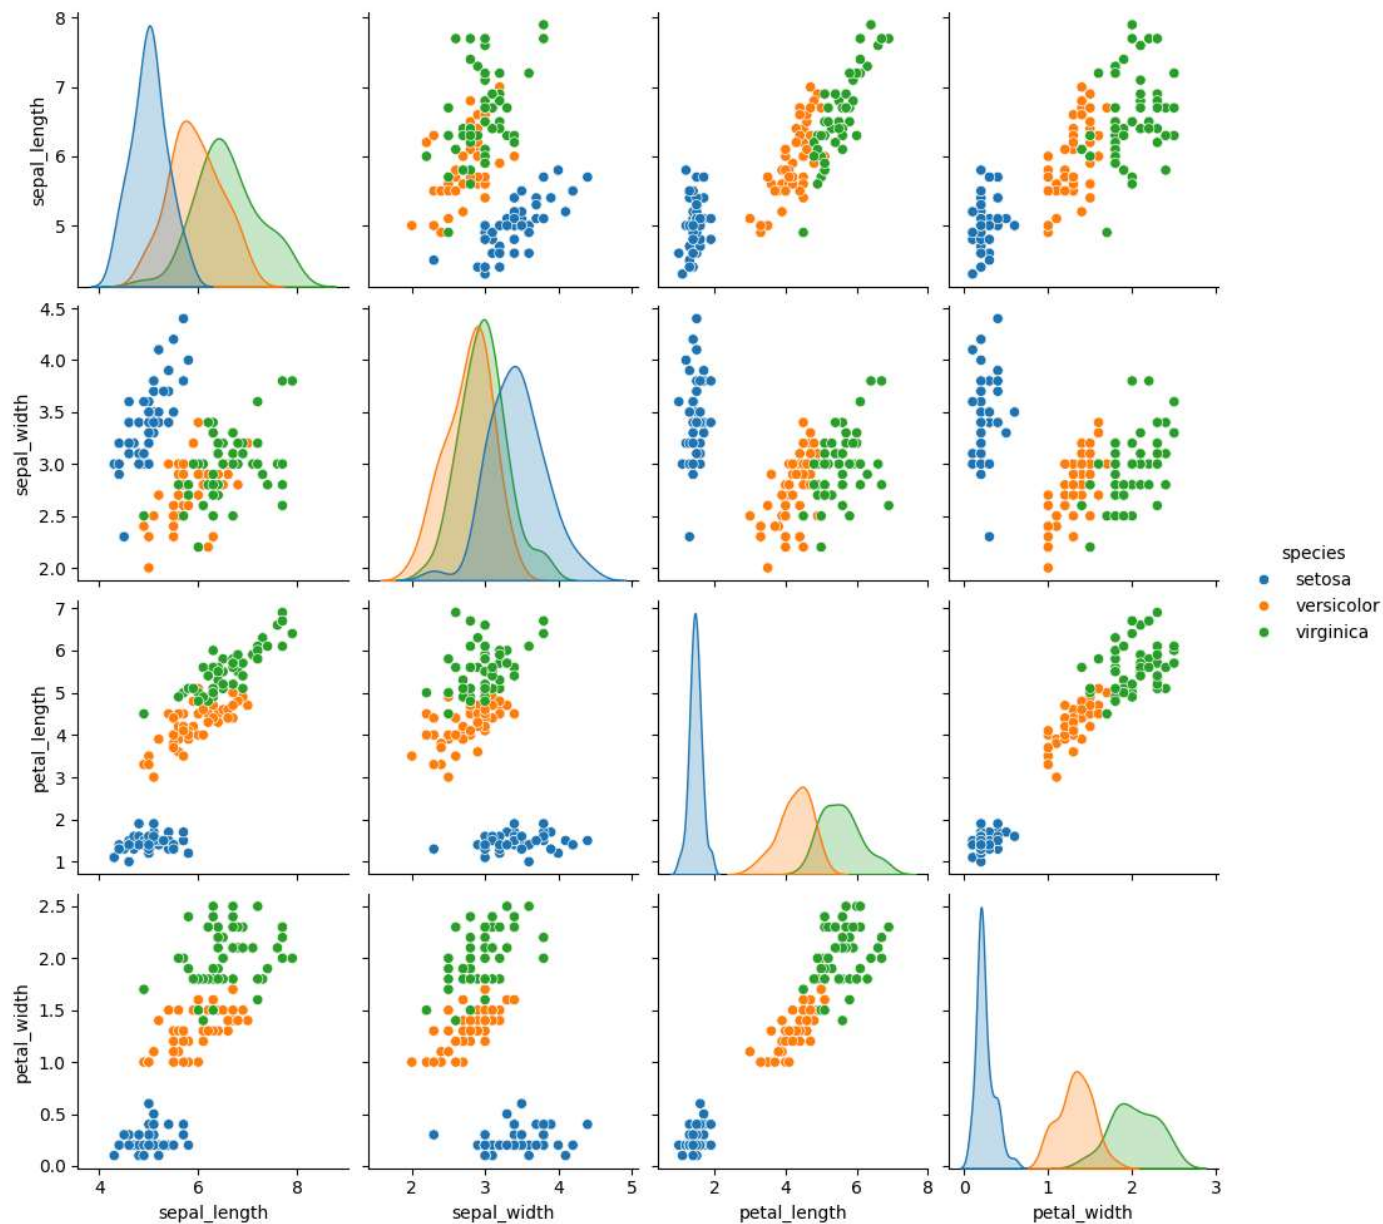 sepal_length
8
7
6
5
sepal_width
4.5
4.0
3.5
3.0
2.5
2.0
species
setosa
versicolor
virginica
petal_length
7
6
5
4
3
2
1
petal_width
2.5
2.0
1.5
1.0
0.5
0.0
4 6 8 2 3 4 5 2 4 6 8 0 1 2 3
sepal_length sepal_width petal_length petal_width